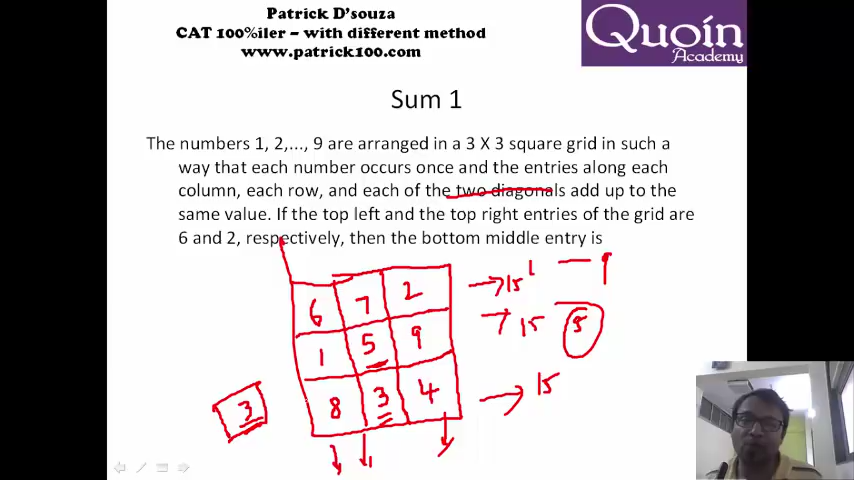 Patrick D'souza
CAT 100%iler – with different method
www.patrick100.com
Quoin
Academy
Sum 1
The numbers 1, 2,..., 9 are arranged in a 3 X 3 square grid in such a
way that each number occurs once and the entries along each
column, each row, and each of the two diagonals add up to the
same value. If the top left and the top right entries of the grid are
6 and 2, respectively, then the bottom middle entry is
6 7 2 → 15 1 — 9
1 5 9 → 15 5
3
8 3 4 → 15